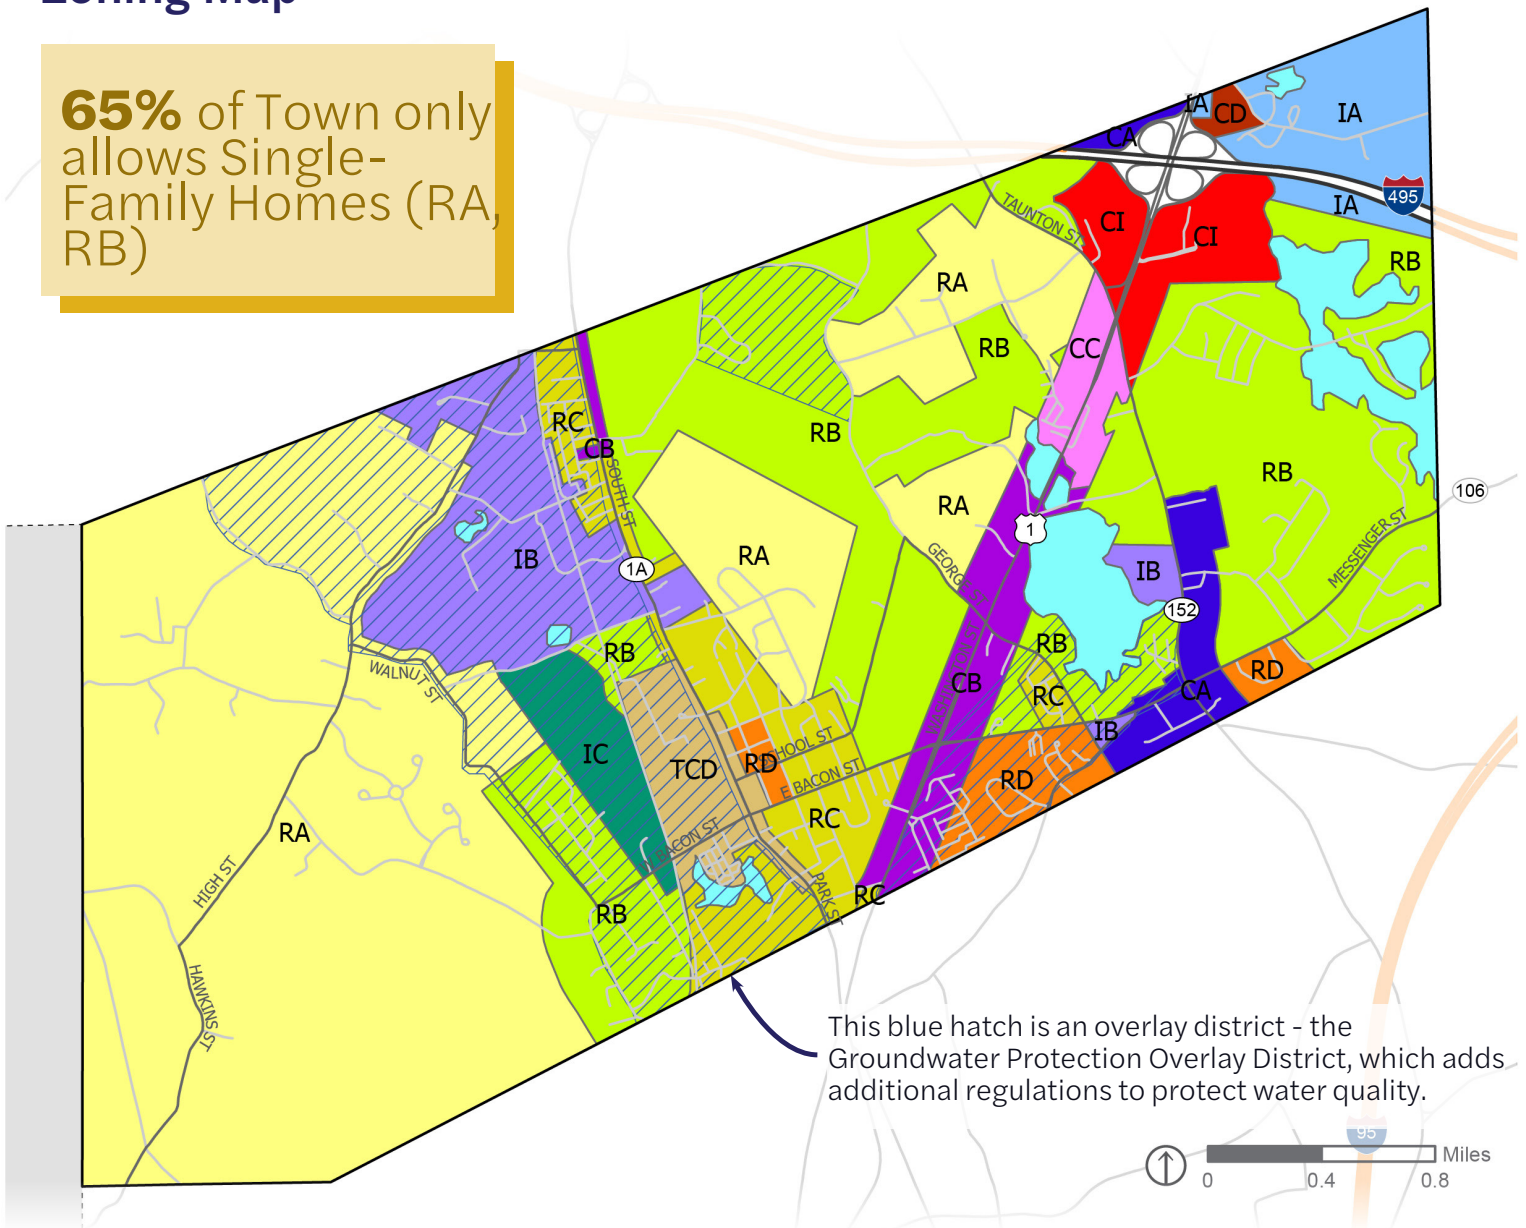 Zoning Map
65% of Town only
allows Single-
Family Homes (RA,
RB)
IA
CD
IA
CA
495
IA
TAUNTON ST
CI
CI
RB
RA
RB
CC
RC
CB
RB
SOUTH ST
RB
106
RA
1
IB
1A
RA
GEORGE ST
IB
MESSENGER ST
152
RB
RB
WALNUT ST
WASHINGTON ST
CB
RC
CA
RD
IB
IC
TCD
RD
SCHOOL ST
E BACON ST
RD
RC
RA
W BACON ST
HIGH ST
RB
PARK ST
RC
HAWKINS ST
This blue hatch is an overlay district - the
Groundwater Protection Overlay District, which adds
additional regulations to protect water quality.
95
Miles
0 0.4 0.8